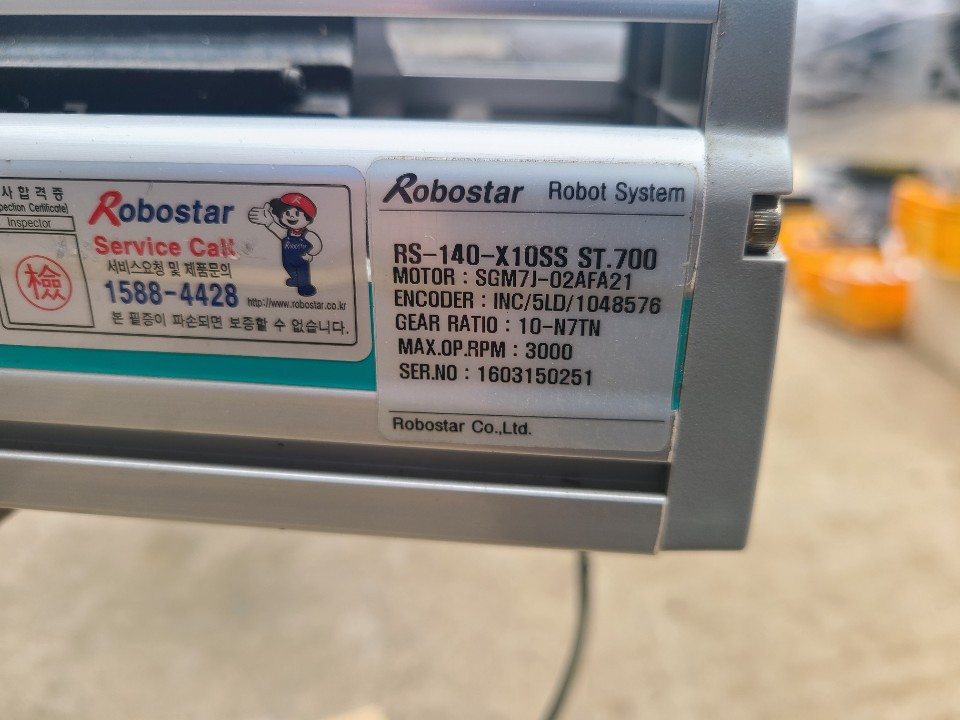 사 합 격 증
pection Certificate)
Inspector
檢
Robostar
Service Call
서비스요청 및 제품문의
1588-4428 http://www.robostar.co.kr
본 필증이 파손되면 보증할 수 없습니다.
Robostar Robot System
RS-140-X10SS ST.700
MOTOR : SGM7J-02AFA21
ENCODER : INC/5LD/1048576
GEAR RATIO : 10-N7TN
MAX.OP.RPM : 3000
SER.NO : 1603150251
Robostar Co.,Ltd.